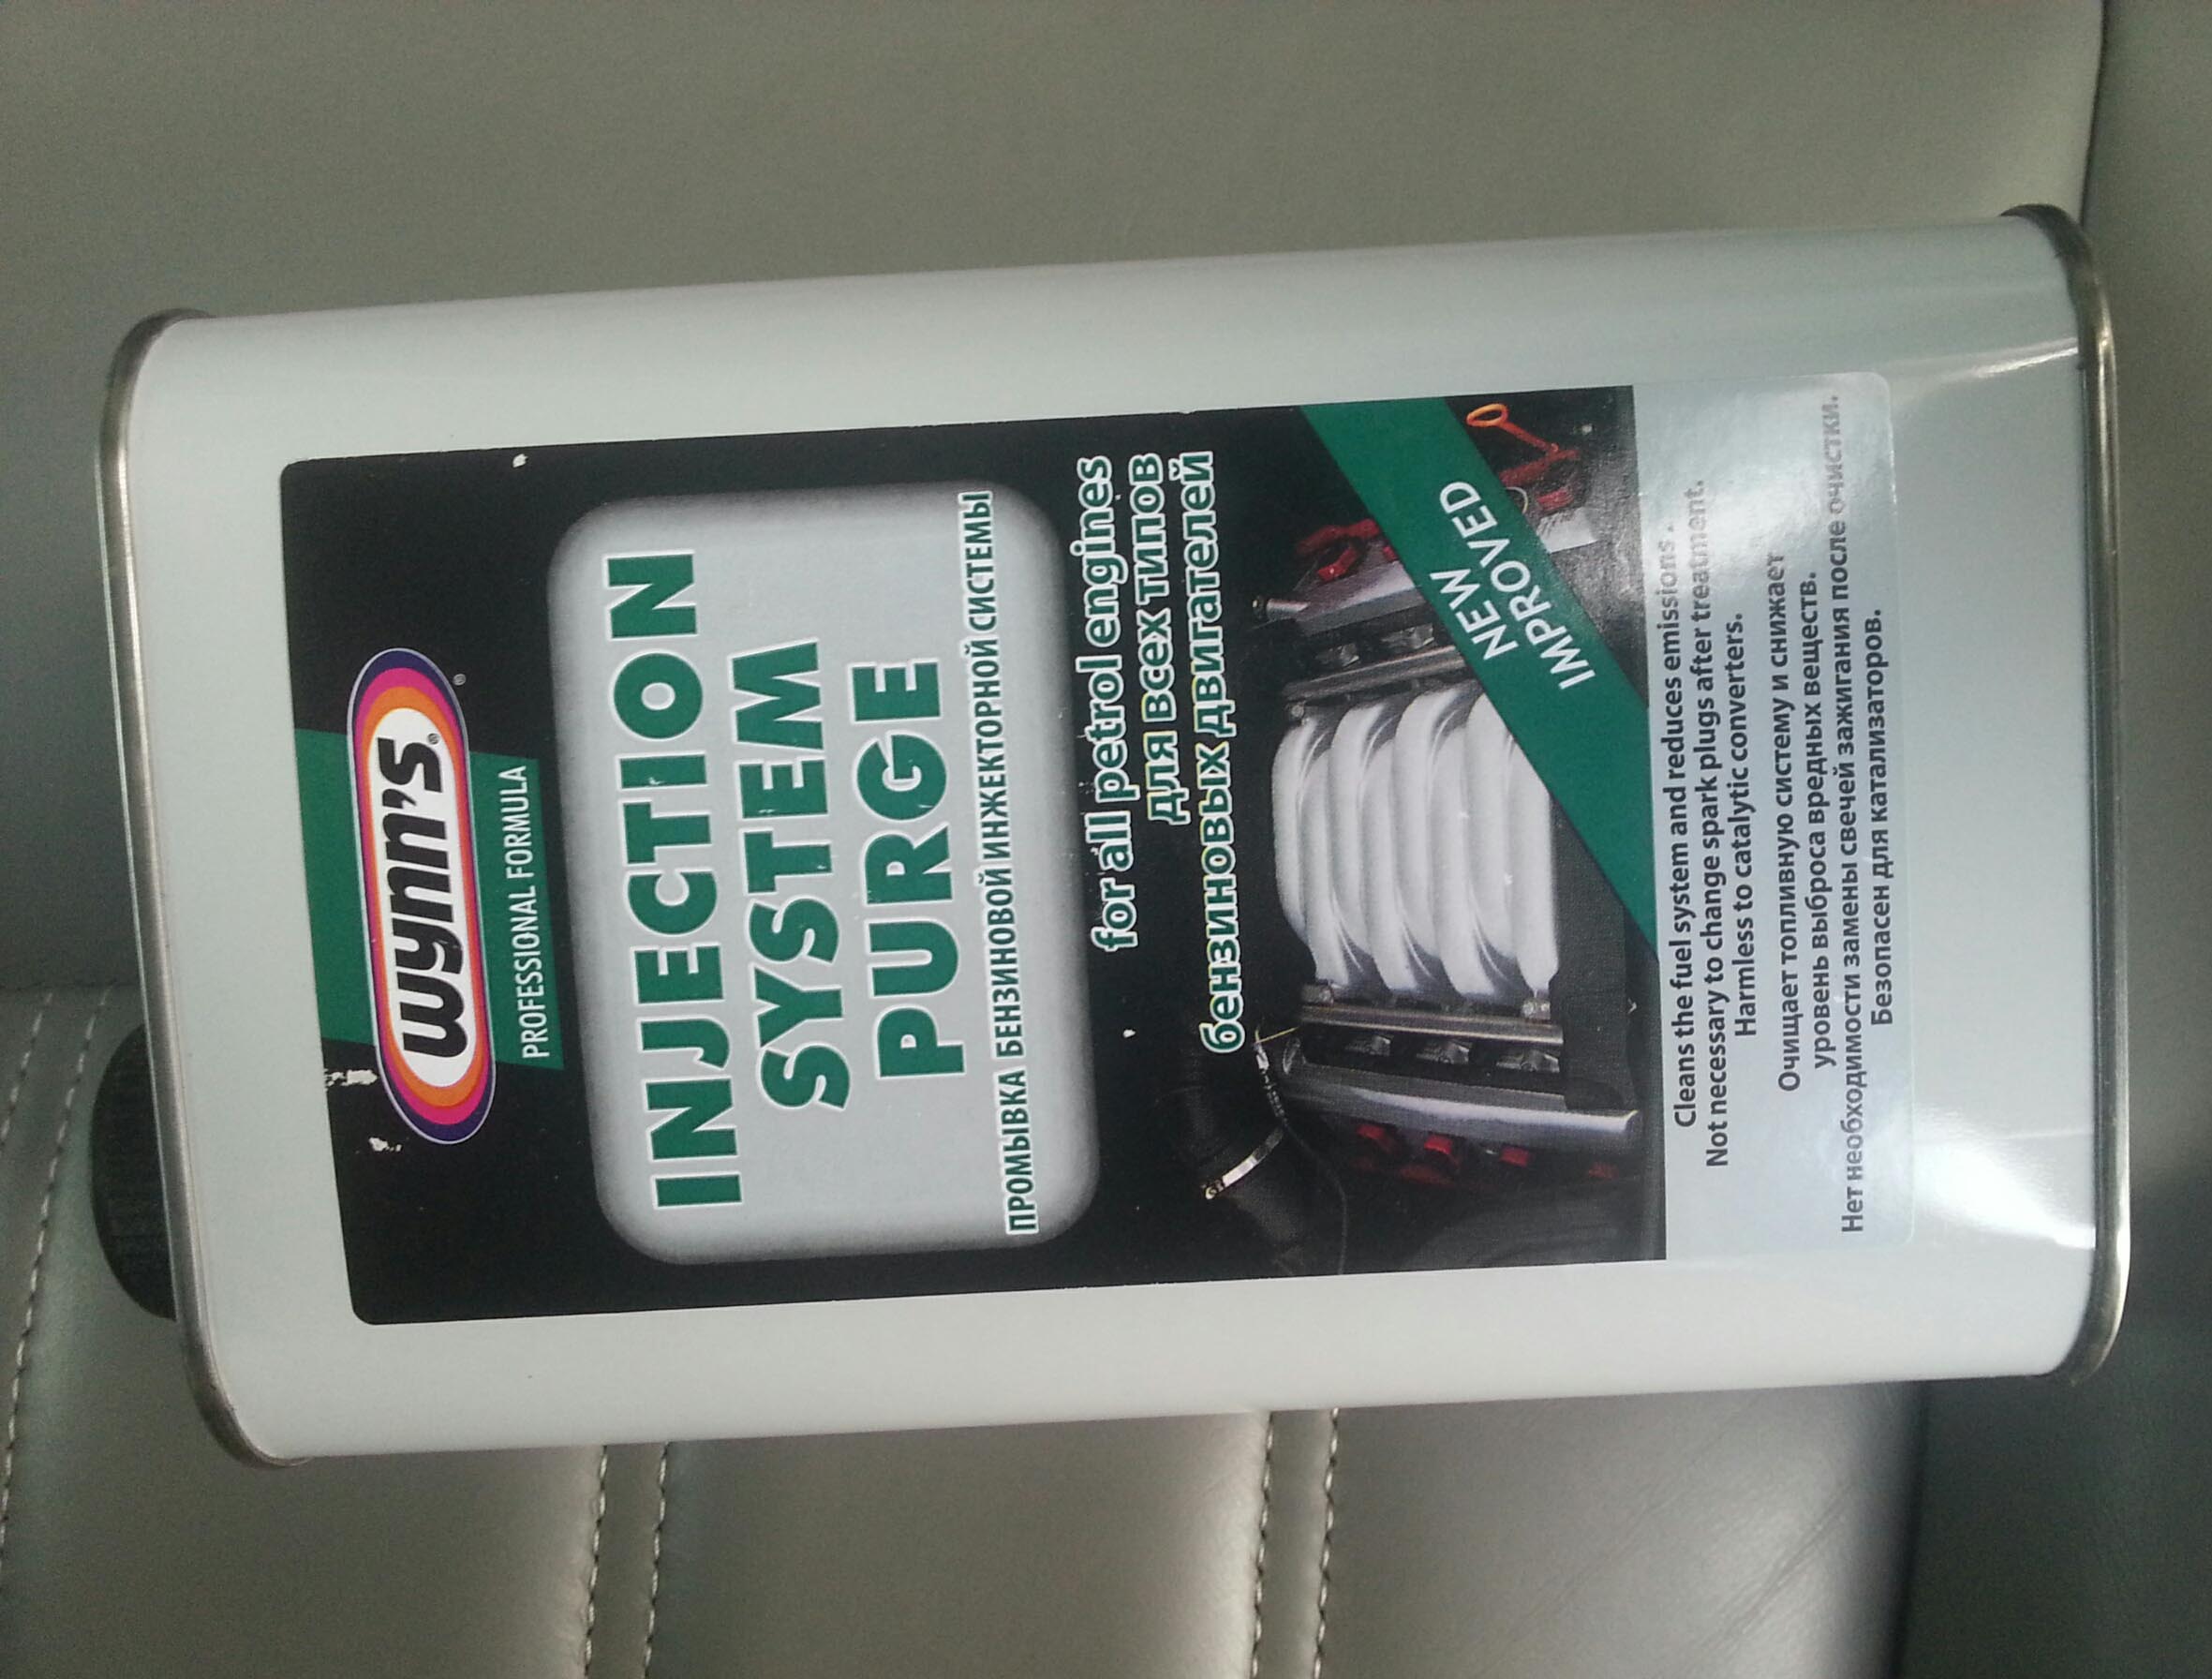 wynn's®
®
PROFESSIONAL FORMULA
INJECTION
SYSTEM
PURGE
ПРОМЫВКА БЕНЗИНОВОЙ ИНЖЕКТОРНОЙ СИСТЕМЫ
for all petrol engines
для всех типов
бензиновых двигателей
NEW
IMPROVED
Cleans the fuel system and reduces emissions.
Not necessary to change spark plugs after treatment.
Harmless to catalytic converters.
Очищает топливную систему и снижает
уровень выброса вредных веществ.
Нет необходимости замены свечей зажигания после очистки.
Безопасен для катализаторов.